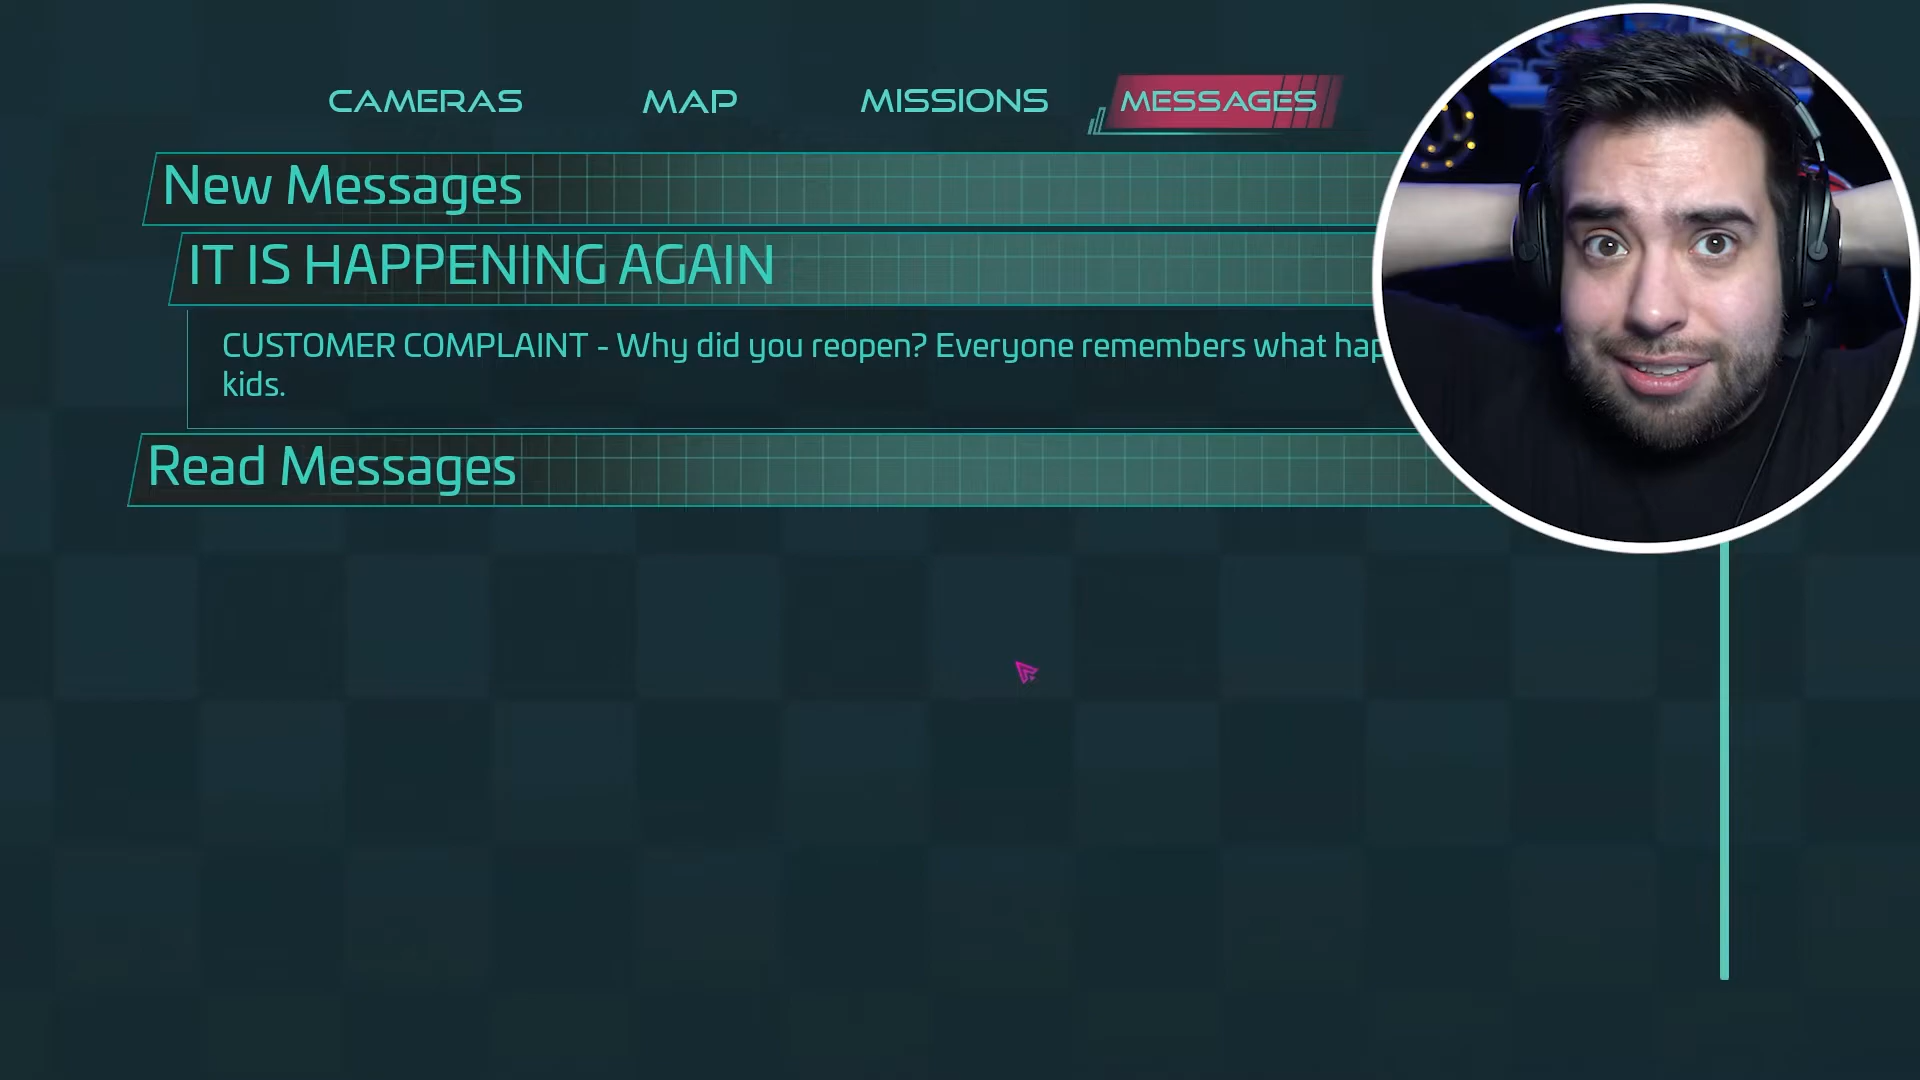 CAMERAS MAP MISSIONS MESSAGES
New Messages
IT IS HAPPENING AGAIN
CUSTOMER COMPLAINT - Why did you reopen? Everyone remembers what
kids.
Read Messages